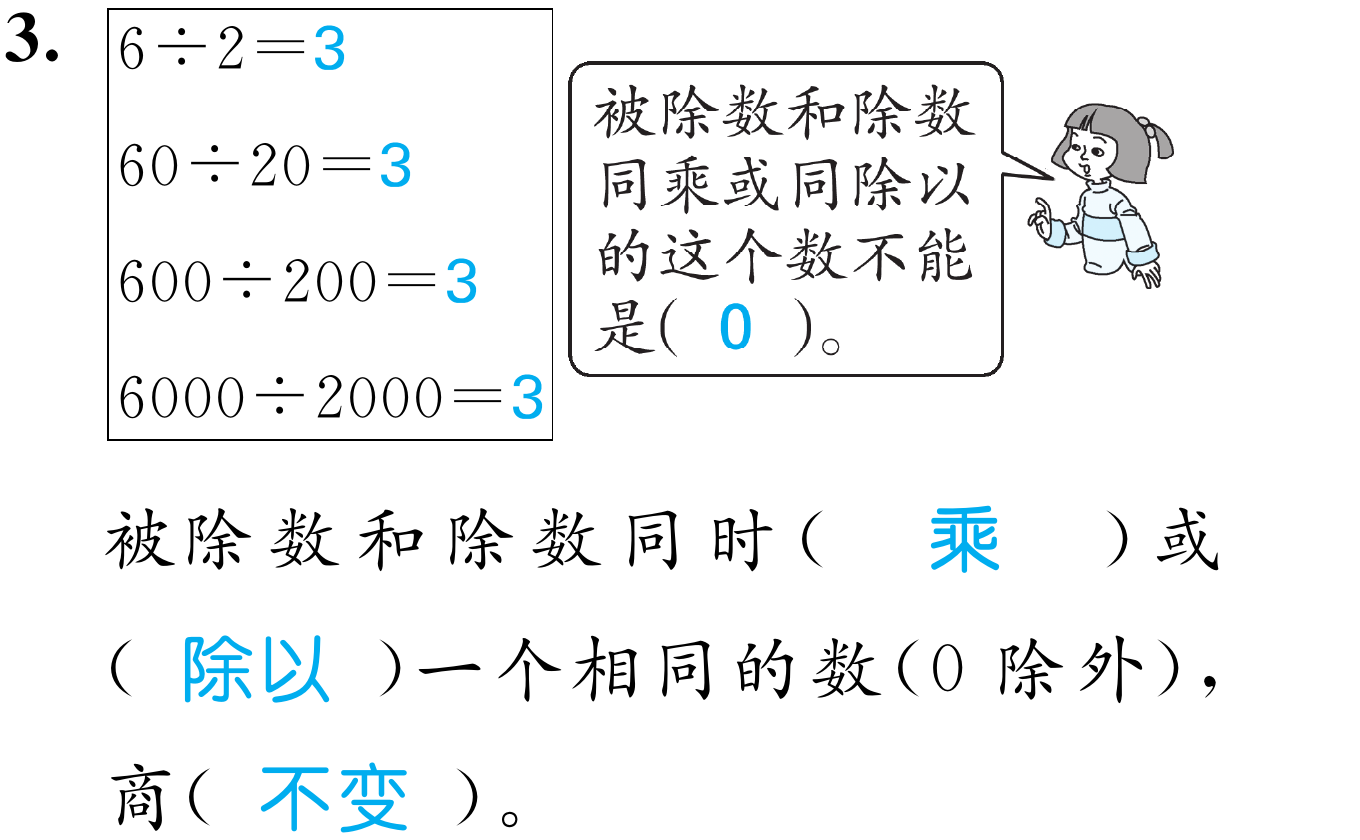 3.
6÷2=3
60÷20=3
600÷200=3
6000÷2000=3
被除数和除数
同乘或同除以
的这个数不能
是( 0 )。
被除数和除数同时( 乘 )或
( 除以 )一个相同的数(0 除外),
商( 不变 )。